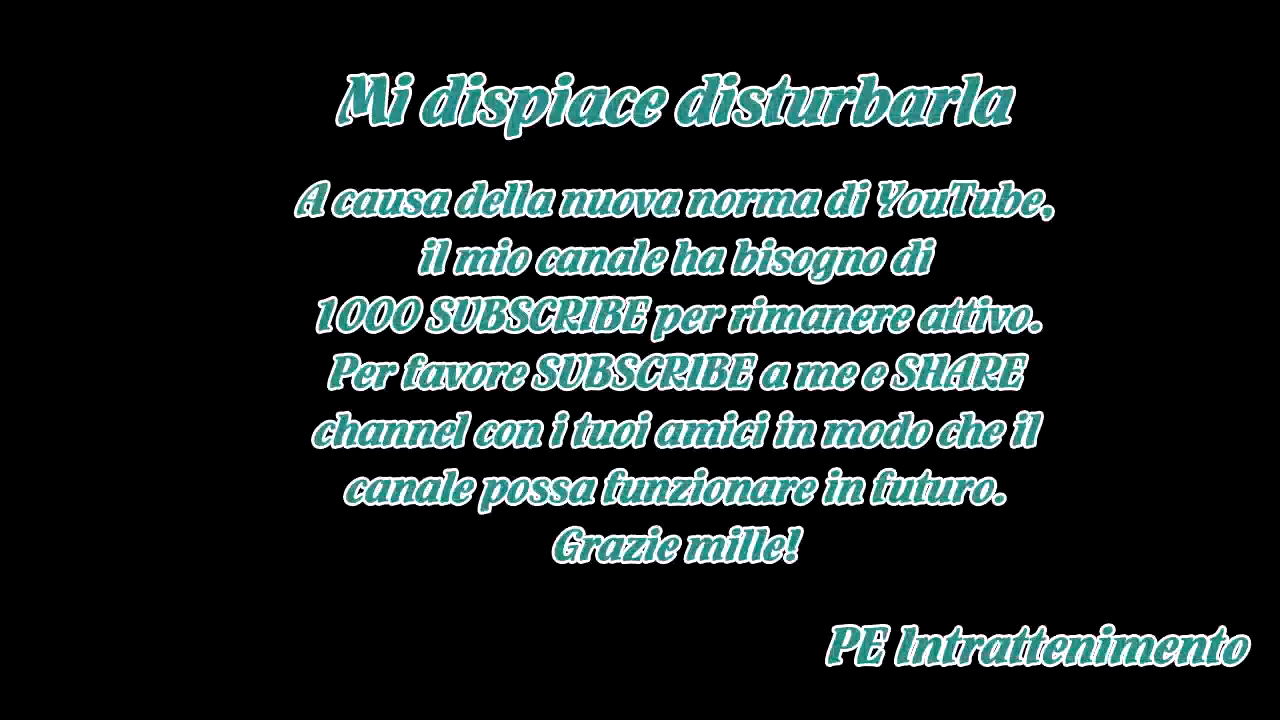 Mi dispiace disturbarla
A causa della nuova norma di YouTube,
il mio canale ha bisogno di
1000 SUBSCRIBE per rimanere attivo.
Per favore SUBSCRIBE a me e SHARE
channel con i tuoi amici in modo che il
canale possa funzionare in futuro.
Grazie mille!
PE Intrattenimento